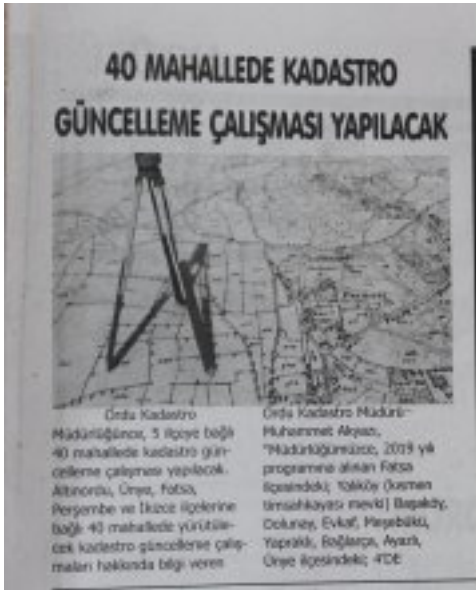 40 MAHALLEDE KADASTRO
GÜNCELLEME ÇALIŞMASI YAPILACAK
Ordu Kadastro
Müdürlüğünce, 5 ilçeye bağlı
40 mahallede kadastro gün-
celleme çalışması yapılacak.
Altınordu, Ünye, Fatsa,
Perşembe ve İkizce ilçelerine
bağlı 40 mahallede yürütüle-
cek kadastro güncelleme çalış-
maları hakkında bilgi veren
Ordu Kadastro Müdürü
Muhammet Akyazı,
"Müdürlüğümüzce, 2019 yılı
programına alınan Fatsa
ilçesindeki; Yalıköy (kısmen
timsahkayası mevki) Başaköy,
Dolunay, Evkaf, Meşebükü,
Yapraklı, Bağlarca, Ayazlı,
Ünye ilçesindeki; 4'DE